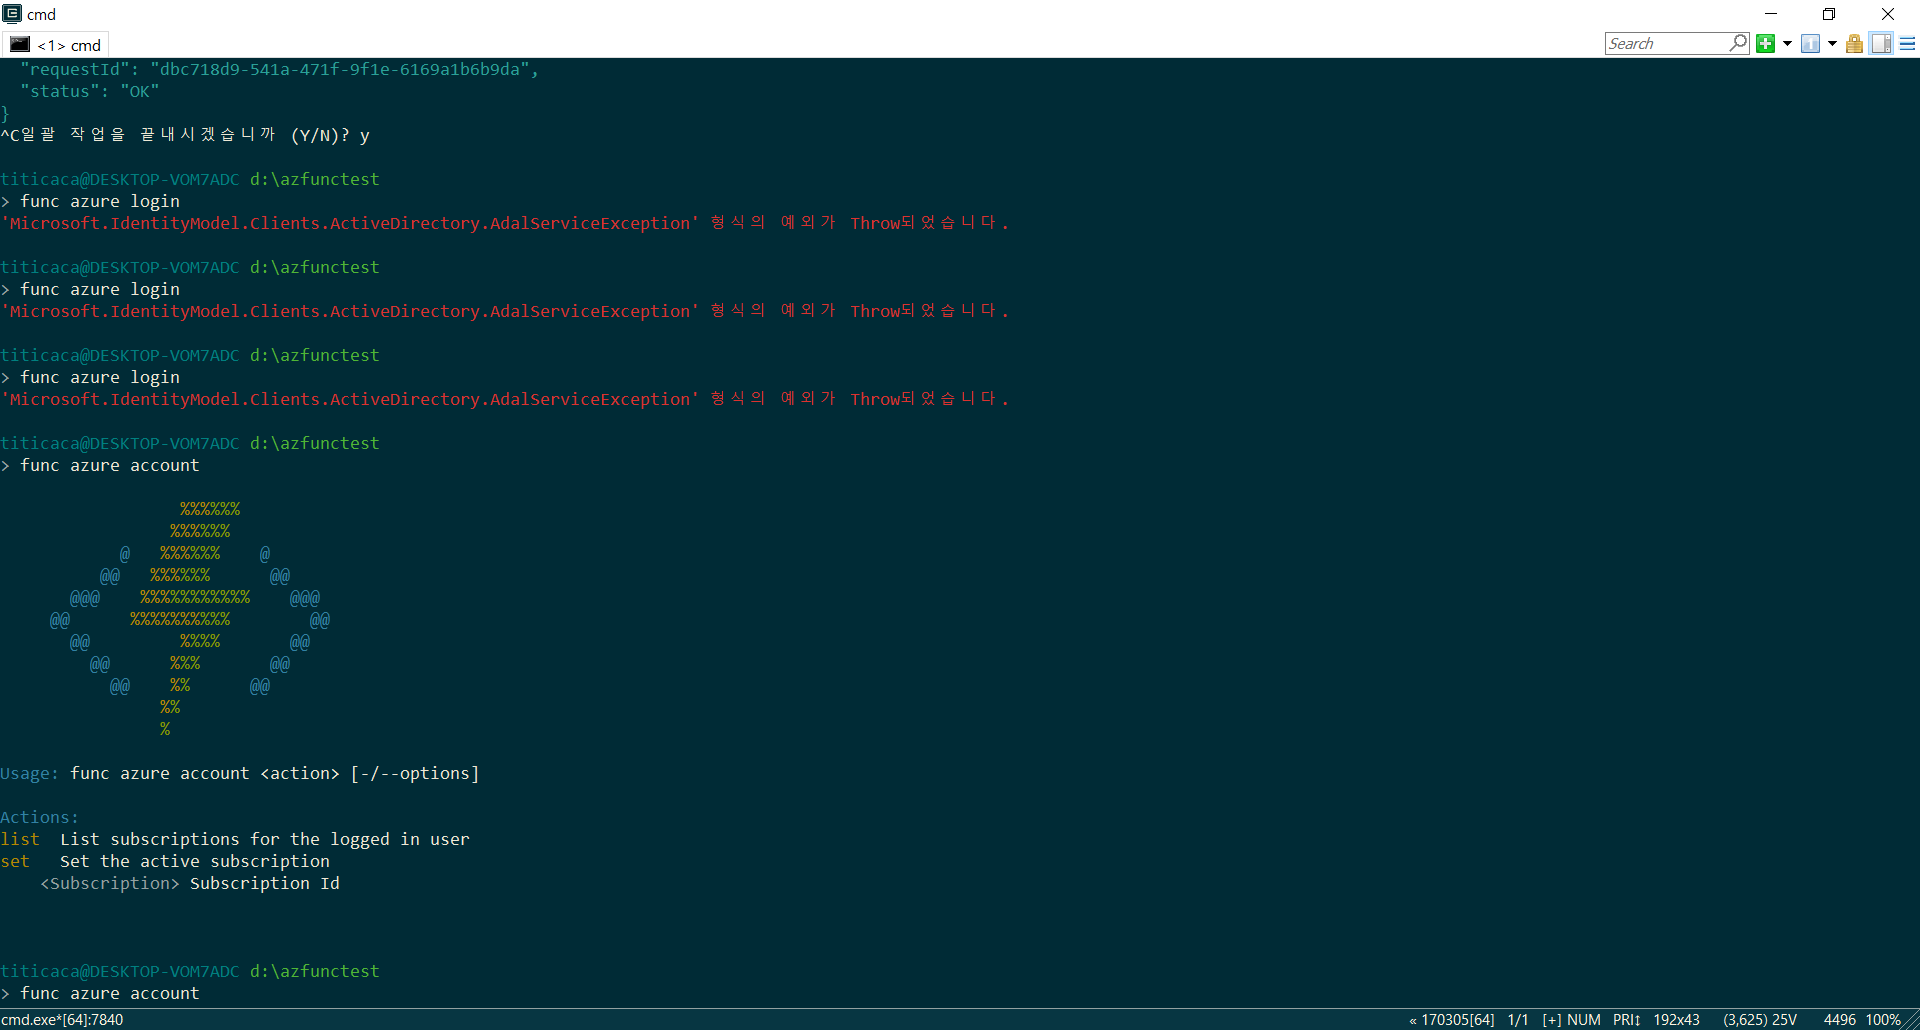 cmd
<1> cmd
Search
"requestId": "dbc718d9-541a-471f-9f1e-6169a1b6b9da",
"status": "OK"
}
^C일괄 작업을 끝내시겠습니까 (Y/N)? y
titicaca@DESKTOP-VOM7ADC d:\azfunctest
> func azure login
'Microsoft.IdentityModel.Clients.ActiveDirectory.AdalServiceException' 형식의 예외가 Throw되었습니다.
titicaca@DESKTOP-VOM7ADC d:\azfunctest
> func azure login
'Microsoft.IdentityModel.Clients.ActiveDirectory.AdalServiceException' 형식의 예외가 Throw되었습니다.
titicaca@DESKTOP-VOM7ADC d:\azfunctest
> func azure login
'Microsoft.IdentityModel.Clients.ActiveDirectory.AdalServiceException' 형식의 예외가 Throw되었습니다.
titicaca@DESKTOP-VOM7ADC d:\azfunctest
> func azure account
%%%%%%
%%%%%%
@ %%%%%% @
@@ %%%%%% @@
@@@ %%%%%%%%%%% @@@
@@ %%%%%%%%%% @@
@@ %%%% @@
@@ %%% @@
@@ %% @@
%%
%
Usage: func azure account <action> [-/--options]
Actions:
list List subscriptions for the logged in user
set Set the active subscription
<Subscription> Subscription Id
titicaca@DESKTOP-VOM7ADC d:\azfunctest
> func azure account
cmd.exe*[64]:7840 « 170305[64] 1/1 [+] NUM PRI↕ 192x43 (3,625) 25V 4496 100%